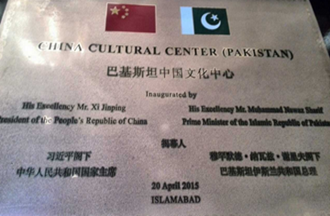 CHINA CULTURAL CENTER (PAKISTAN)
巴基斯坦中国文化中心
Inaugurated by
His Excellency Mr. Xi Jinping
His Excellency Mr. Muhammad Nawaz Sharif
President of the People's Republic of China
Prime Minister of the Islamic Republic of Pakistan
揭幕人
习近平阁下
中华人民共和国国家主席
巴基斯坦伊斯兰共和国总理
20 April 2015
ISLAMABAD